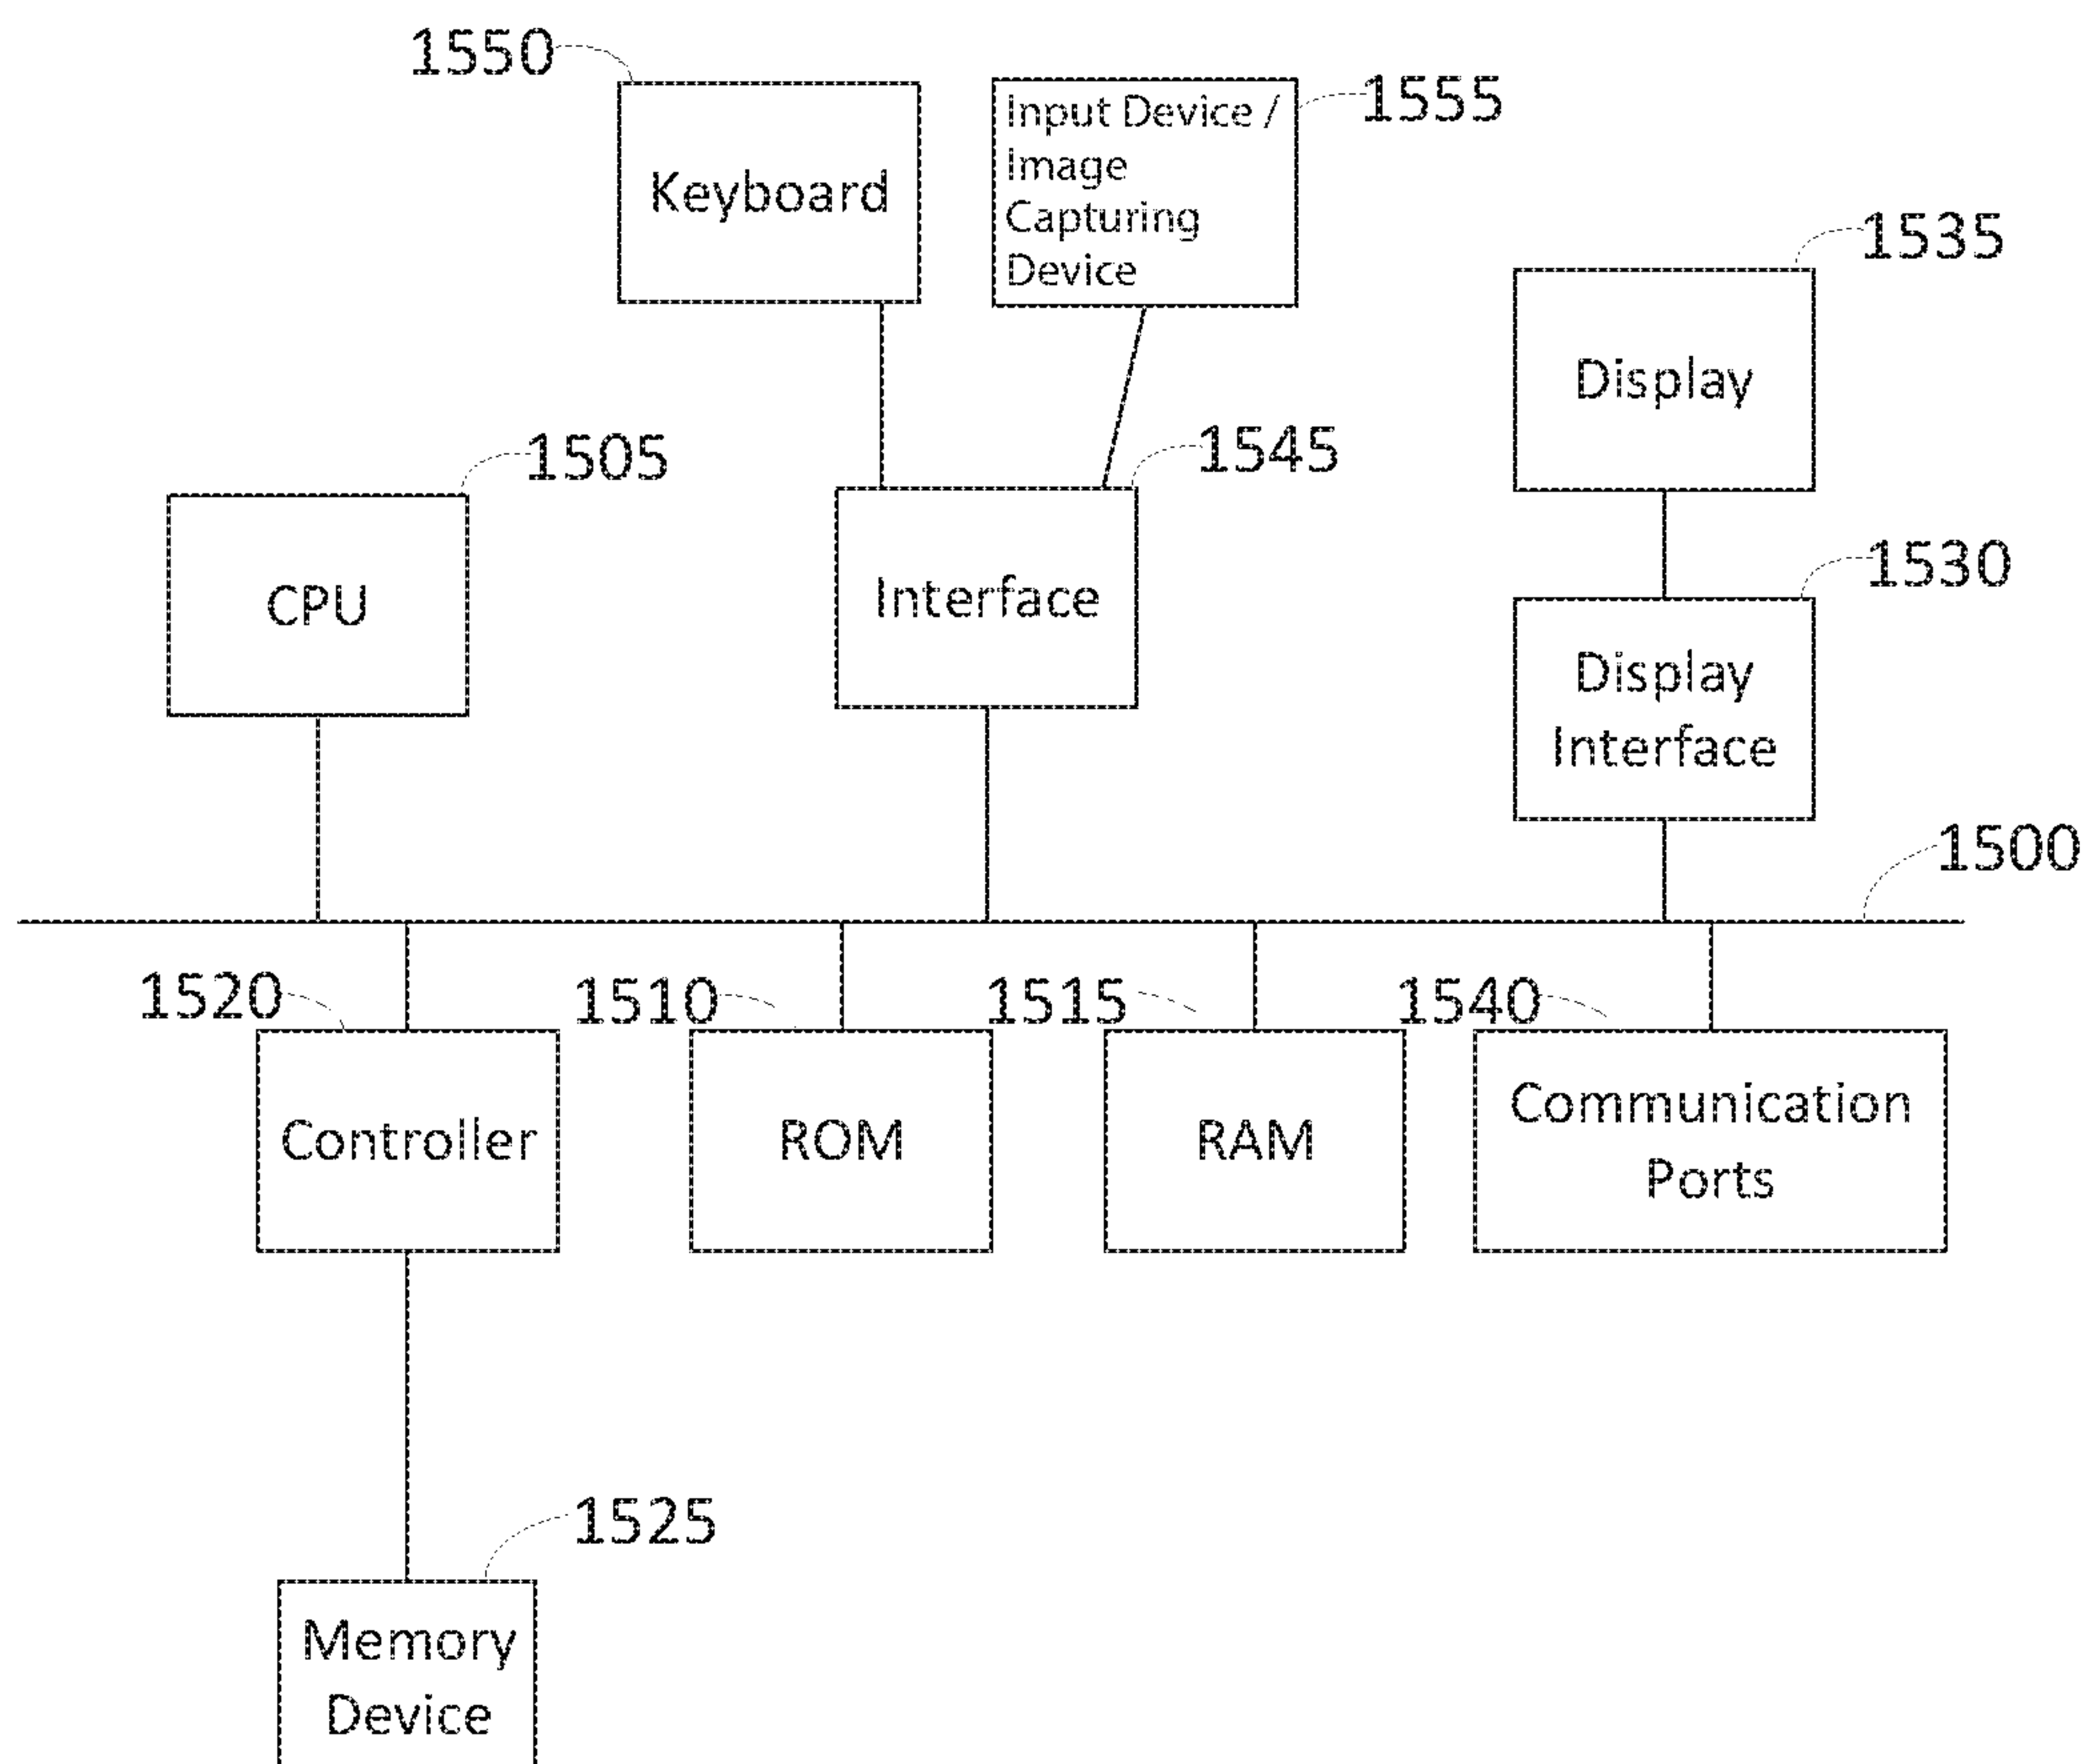 1550
Keyboard
Input Device /
Image
Capturing
Device
1555
1535
Display
1505
CPU
1545
Interface
1530
Display
Interface
1500
1520
Controller
1510
ROM
1515
RAM
1540
Communication
Ports
1525
Memory
Device